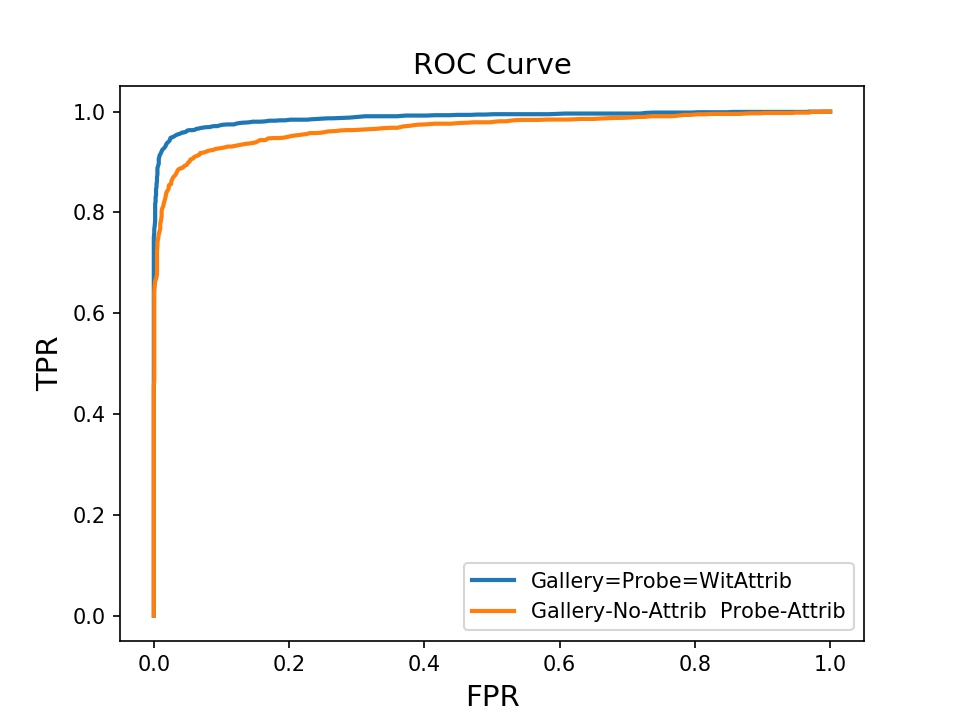 ROC Curve
1.0
0.8
0.6
0.4
0.2
0.0
TPR
0.0 0.2 0.4 0.6 0.8 1.0
FPR
Gallery=Probe=WitAttrib
Gallery-No-Attrib Probe-Attrib